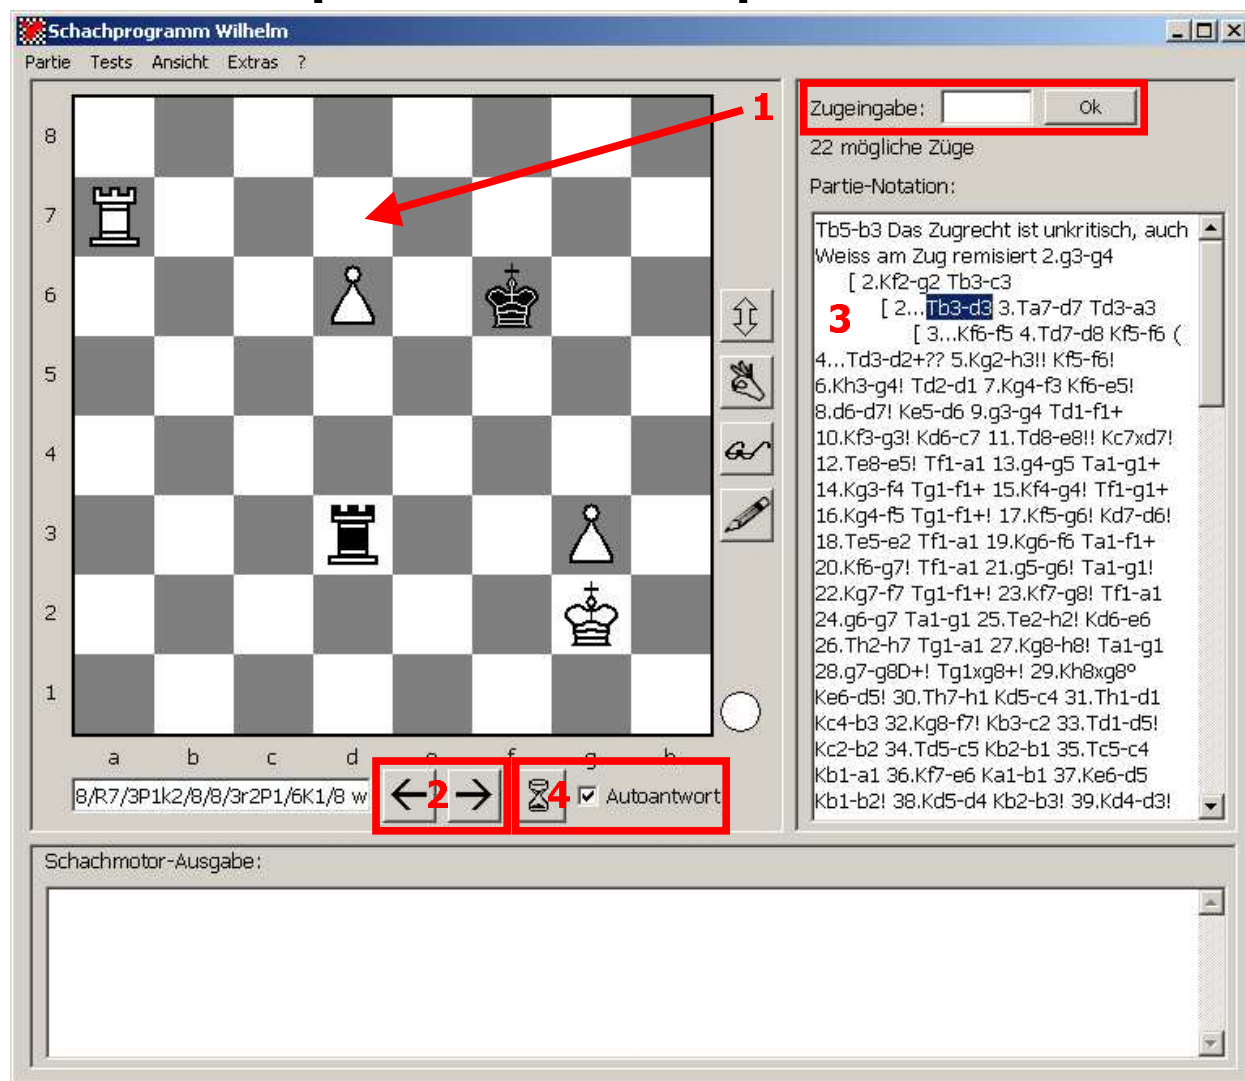 Schachprogramm Wilhelm
Partie Tests Ansicht Extras ?
8
7
6
5
4
3
2
1
a b c d e f g h
1
8/R7/3P1k2/8/8/3r2P1/6K1/8 w
2
4
Autoantwort
Zugeingabe:
Ok
22 mögliche Züge
Partie-Notation:
Tb5-b3 Das Zugrecht ist unkritisch, auch
Weiss am Zug remisiert 2.g3-g4
[ 2.Kf2-g2 Tb3-c3
[ 2...Tb3-d3 3.Ta7-d7 Td3-a3
3
[ 3...Kf6-f5 4.Td7-d8 Kf5-f6 (
4...Td3-d2+?? 5.Kg2-h3!! Kf5-f6!
6.Kh3-g4! Td2-d1 7.Kg4-f3 Kf6-e5!
8.d6-d7! Ke5-d6 9.g3-g4 Td1-f1+
10.Kf3-g3! Kd6-c7 11.Td8-e8!! Kc7xd7!
12.Te8-e5! Tf1-a1 13.g4-g5 Ta1-g1+
14.Kg3-f4 Tg1-f1+ 15.Kf4-g4! Tf1-g1+
16.Kg4-f5 Tg1-f1+! 17.Kf5-g6! Kd7-d6!
18.Te5-e2 Tf1-a1 19.Kg6-f6 Ta1-f1+
20.Kf6-g7! Tf1-a1 21.g5-g6! Ta1-g1!
22.Kg7-f7 Tg1-f1+! 23.Kf7-g8! Tf1-a1
24.g6-g7 Ta1-g1 25.Te2-h2! Kd6-e6
26.Th2-h7 Tg1-a1 27.Kg8-h8! Ta1-g1
28.g7-g8D+! Tg1xg8+! 29.Kh8xg8º
Ke6-d5! 30.Th7-h1 Kd5-c4 31.Th1-d1
Kc4-b3 32.Kg8-f7! Kb3-c2 33.Td1-d5!
Kc2-b2 34.Td5-c5 Kb2-b1 35.Tc5-c4
Kb1-a1 36.Kf7-e6 Ka1-b1 37.Ke6-d5
Kb1-b2! 38.Kd5-d4 Kb2-b3! 39.Kd4-d3!
Schachmotor-Ausgabe: